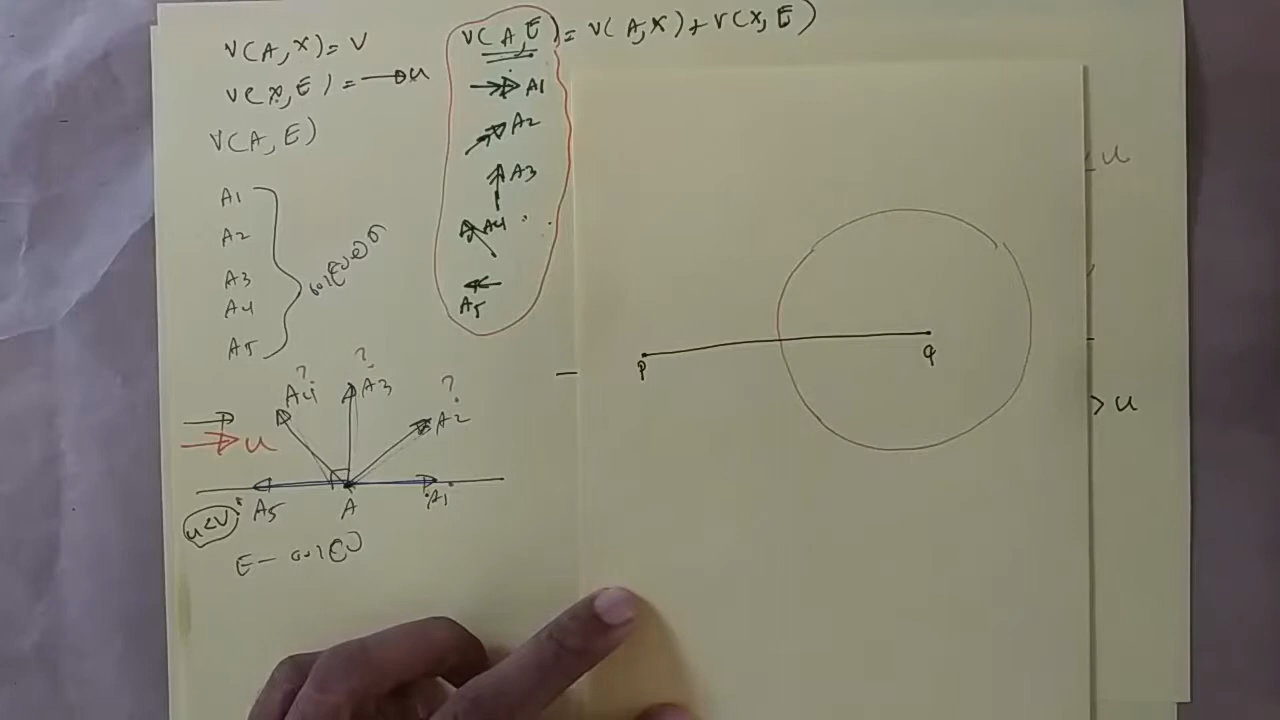 V(A,X) = V
V(X,E) = → u
V(A,E)
A1
A2
A3
A4
A5
V(A,E) = V(A,X) + V(X,E)
A1
A2
A3
A4
A5
?
?
?
A4
A3
A2
u
A5
A
A1
u<V
E –
P
Q
u
> u